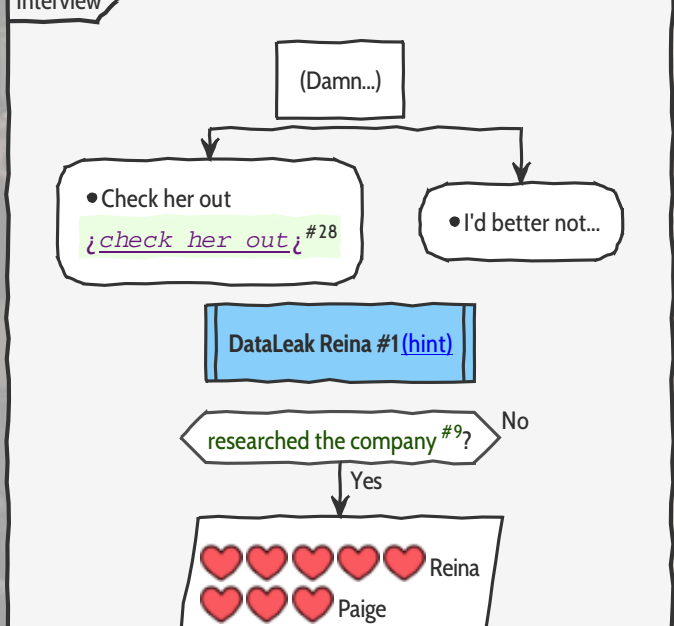 Interview
(Damn...)
Check her out
¿check her out¿#28
I'd better not...
DataLeak Reina #1(hint)
researched the company #9?
No
Yes
Reina
Paige